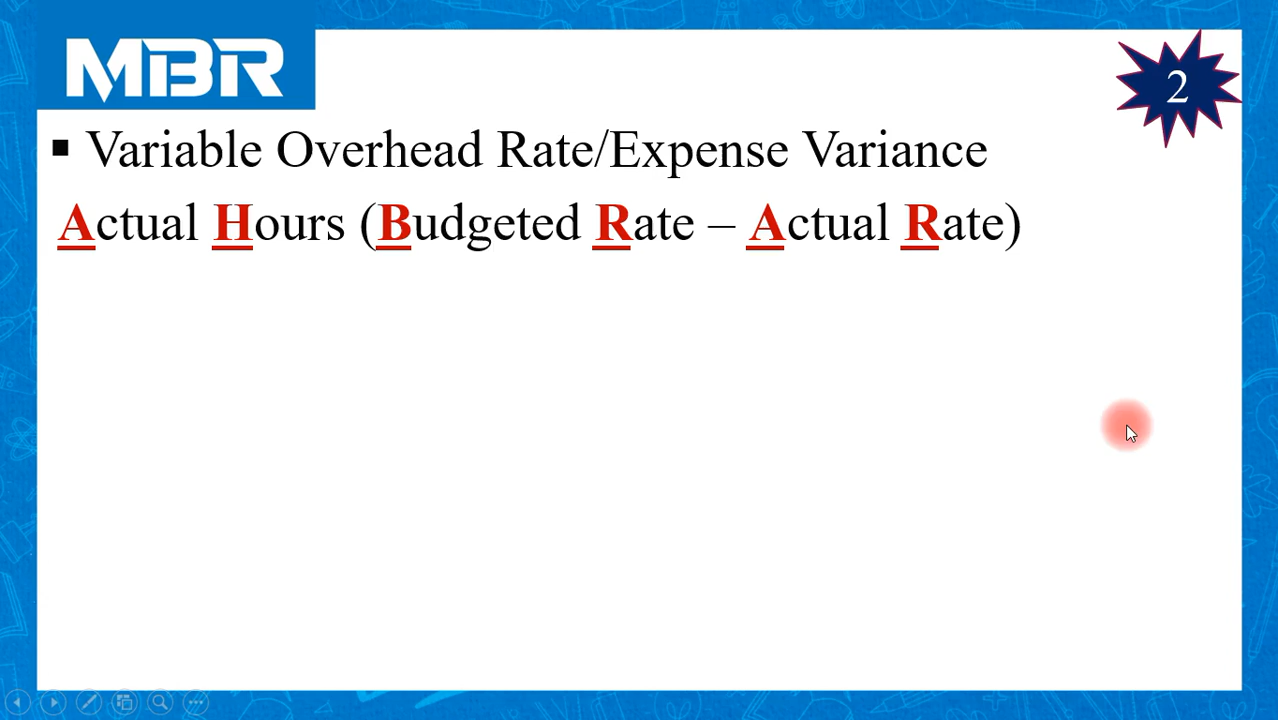 MBR
2
▪ Variable Overhead Rate/Expense Variance
Actual Hours (Budgeted Rate – Actual Rate)